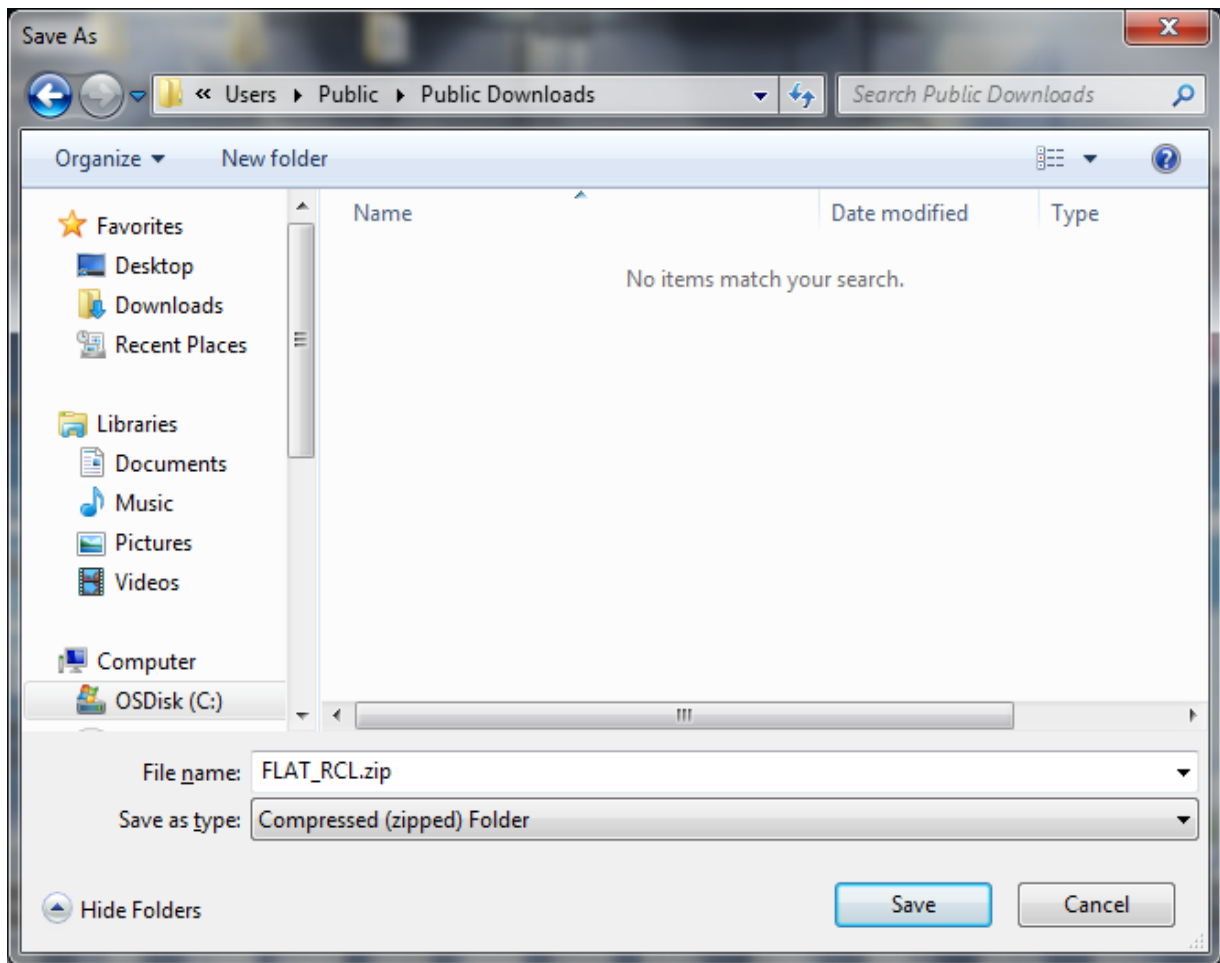 Save As
« Users ▸ Public ▸ Public Downloads
Search Public Downloads
Organize New folder
Favorites
Desktop
Downloads
Recent Places
Libraries
Documents
Music
Pictures
Videos
Computer
OSDisk (C:)
Name Date modified Type
No items match your search.
File name: FLAT_RCL.zip
Save as type: Compressed (zipped) Folder
Hide Folders Save Cancel